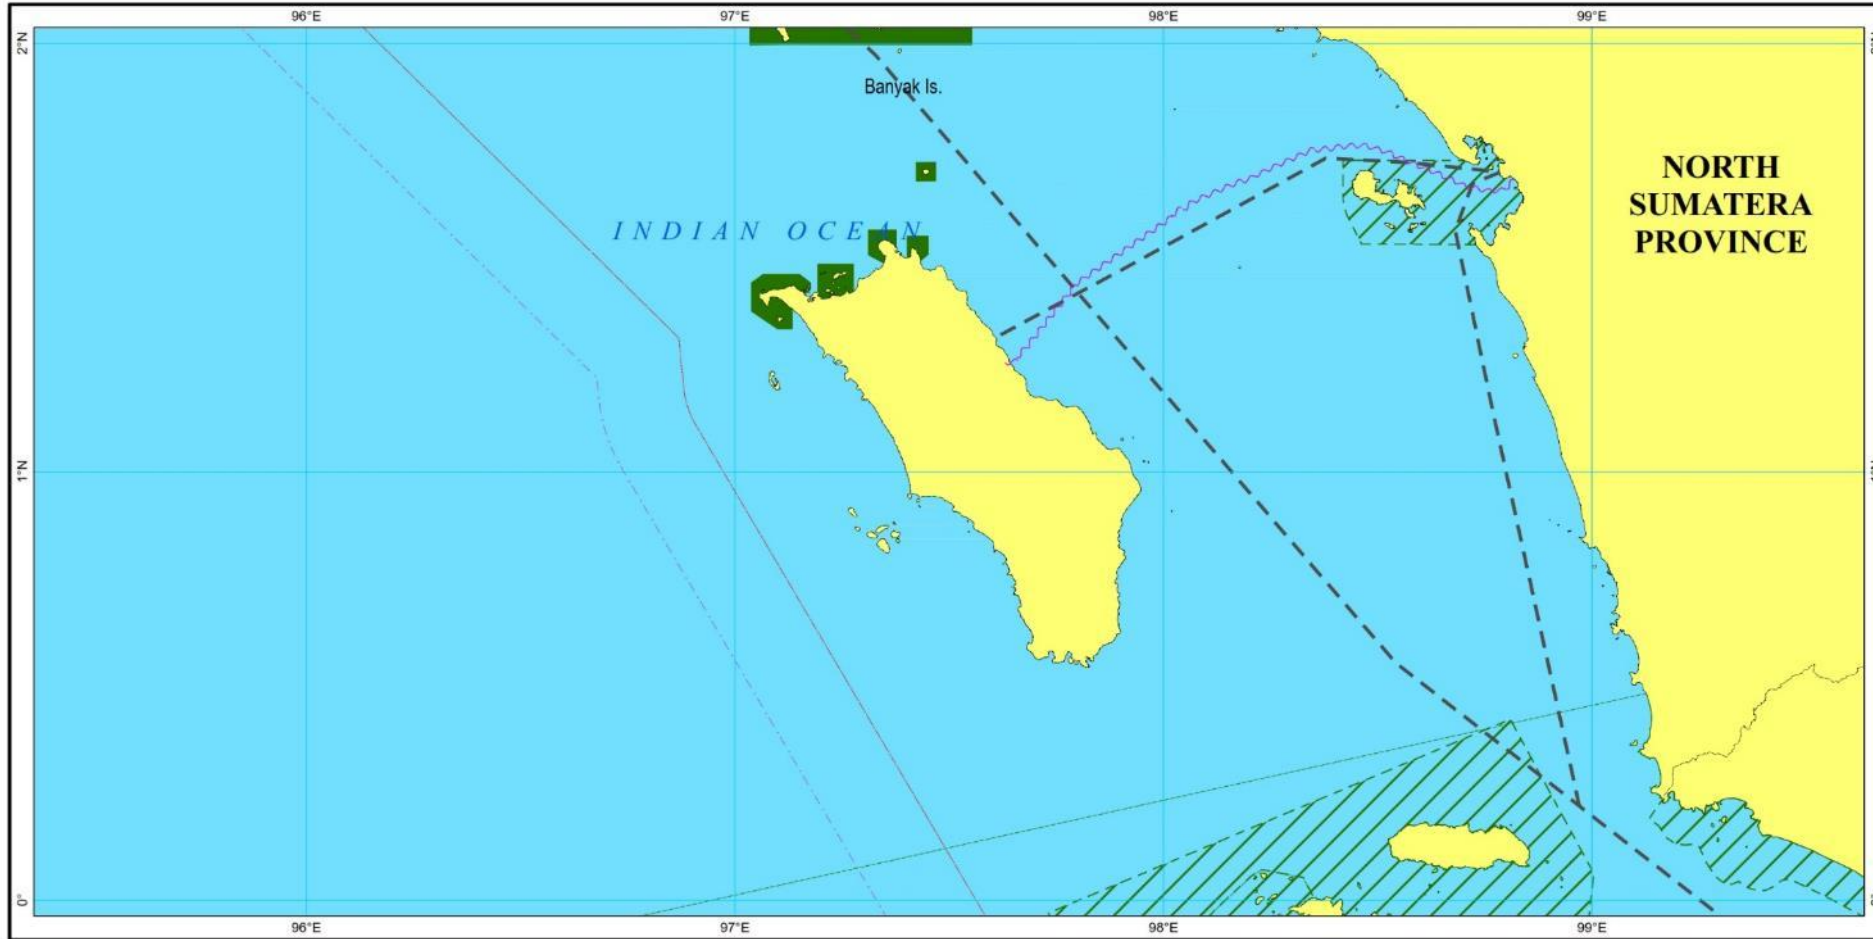 96°E 97°E 98°E 99°E
2°N
Banyak Is.
NORTH
SUMATERA
PROVINCE
INDIAN OCEAN
1°N
0°
96°E 97°E 98°E 99°E